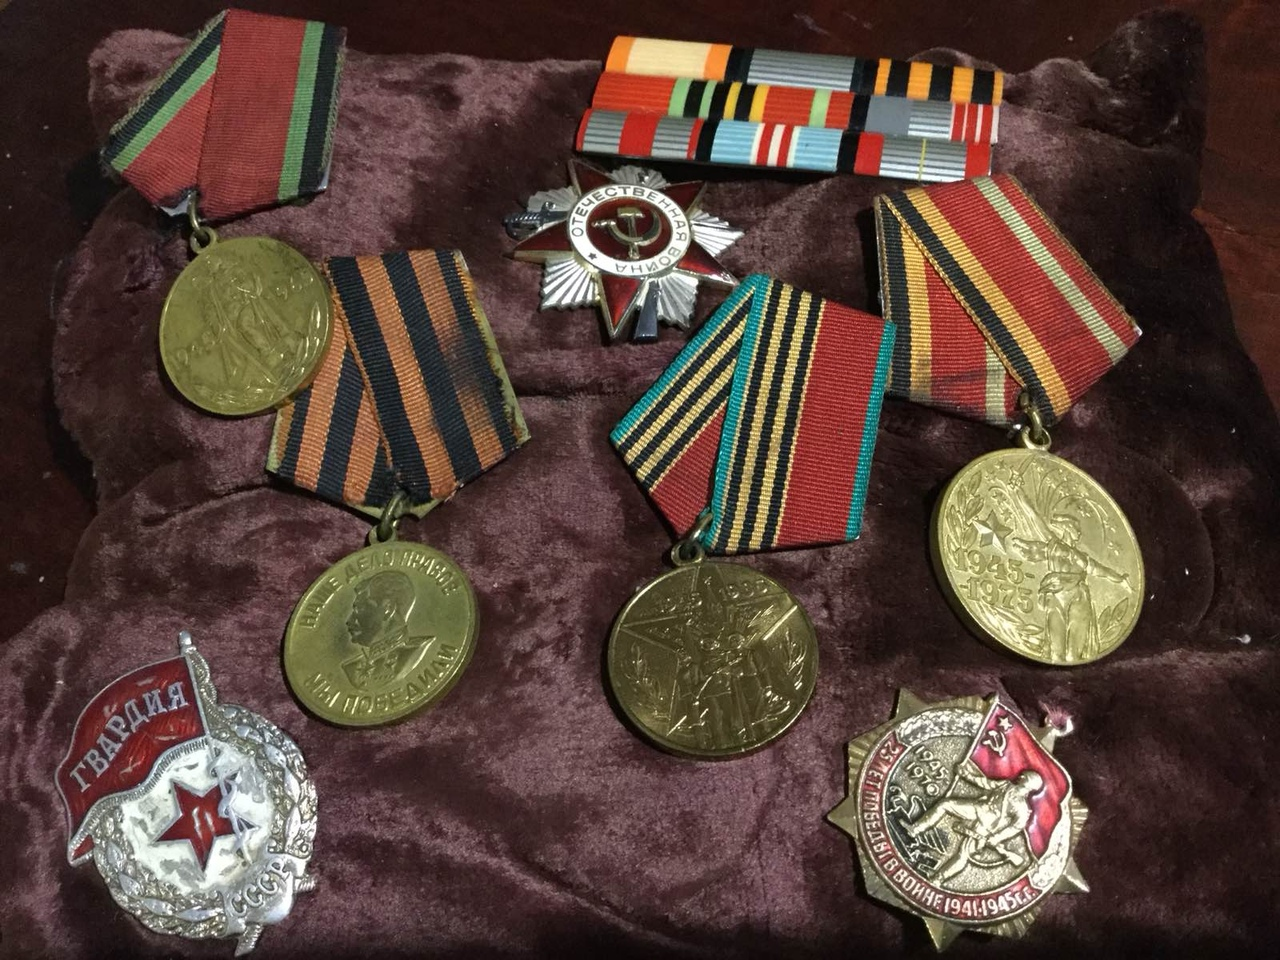 ОТЕЧЕСТВЕННАЯ ВОЙНА
1945-
-1975
НАШЕ ДЕЛО ПРАВОЕ
МЫ ПОБЕДИЛИ
ГВАРДИЯ
СССР
1945
1970
25 ЛЕТ ПОБЕДЫ В ВОЙНЕ 1941-1945 г.г.